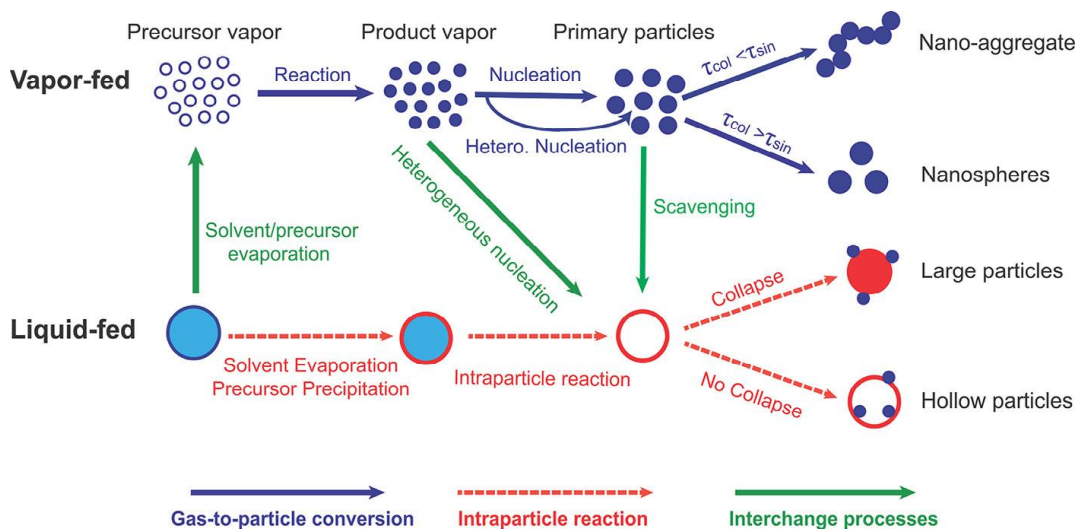 Precursor vapor
Product vapor
Primary particles
Nano-aggregate
Vapor-fed
Reaction
Nucleation
τcol <τsin
Hetero. Nucleation
τcol >τsin
Nanospheres
Heterogeneous nucleation
Scavenging
Solvent/precursor
evaporation
Collapse
Large particles
Liquid-fed
Solvent Evaporation
Precursor Precipitation
Intraparticle reaction
No Collapse
Hollow particles
Gas-to-particle conversion
Intraparticle reaction
Interchange processes